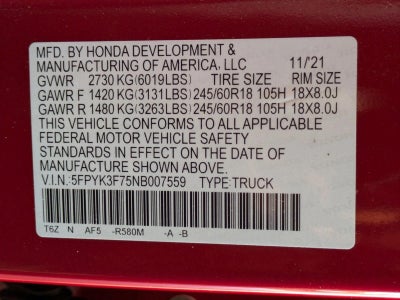 MFD. BY HONDA DEVELOPMENT &
MANUFACTURING OF AMERICA, LLC 11/21
GVWR 2730 KG (6019LBS) TIRE SIZE RIM SIZE
GAWR F 1420 KG(3131LBS) 245/60R18 105H 18X8.0J
GAWR R 1480 KG(3263LBS) 245/60R18 105H 18X8.0J
THIS VEHICLE CONFORMS TO ALL APPLICABLE
FEDERAL MOTOR VEHICLE SAFETY
STANDARDS IN EFFECT ON THE DATE OF
MANUFACTURE SHOWN ABOVE.
V.I.N.:5FPYK3F75NB007559 TYPE:TRUCK
T6Z N AF5 -R580M -A -B